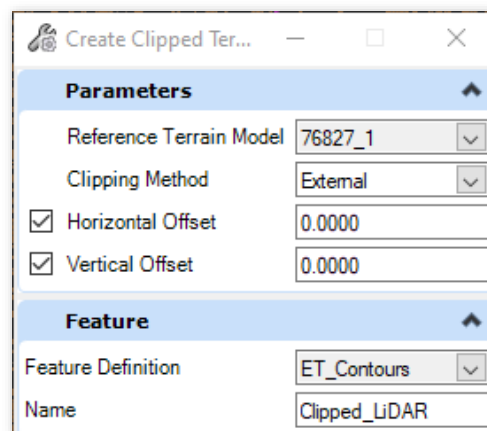 Create Clipped Ter...
Parameters
Reference Terrain Model 76827_1
Clipping Method External
Horizontal Offset 0.0000
Vertical Offset 0.0000
Feature
Feature Definition ET_Contours
Name Clipped_LiDAR